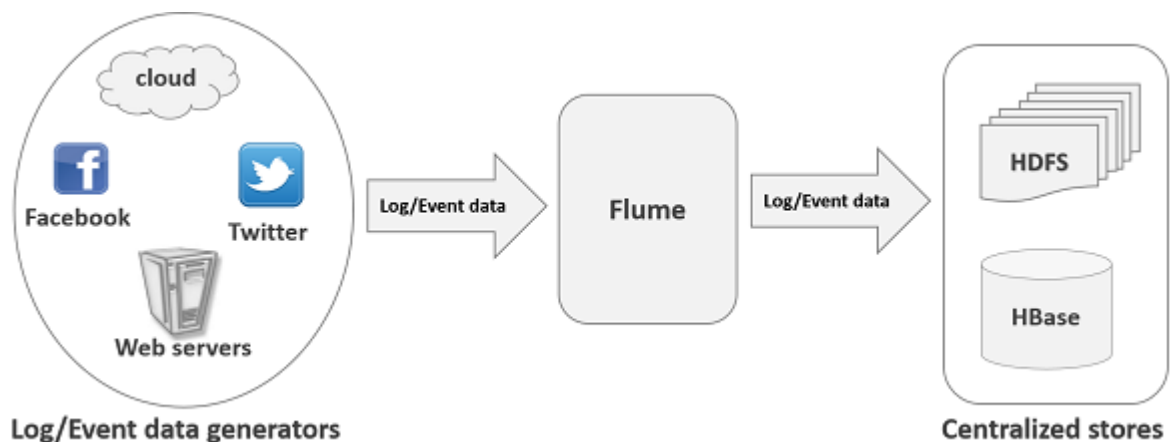 cloud
Facebook
Twitter
Web servers
Log/Event data generators
Log/Event data
Flume
Log/Event data
HDFS
HBase
Centralized stores